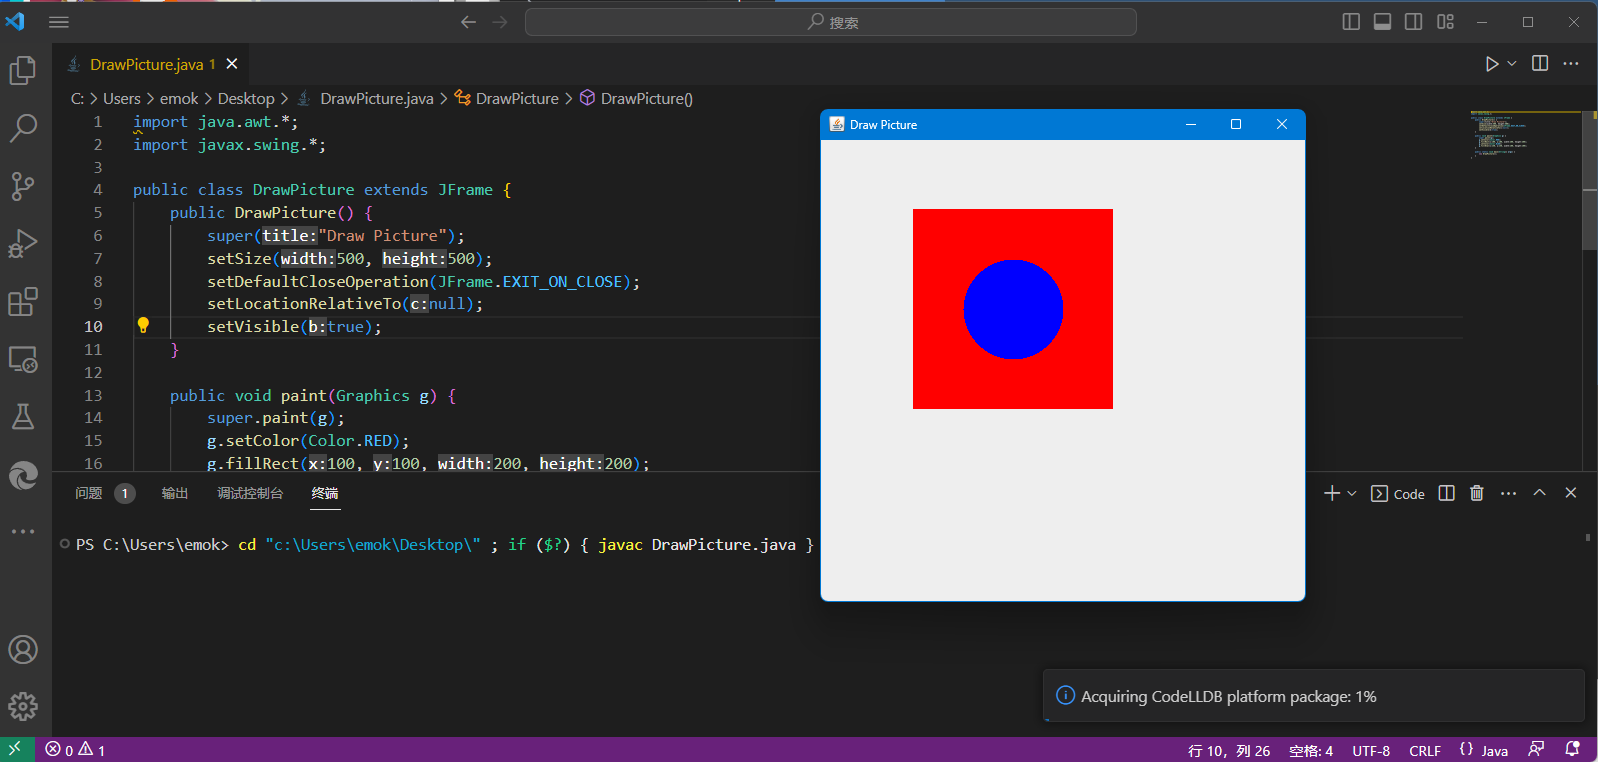 搜索
DrawPicture.java 1
C: > Users > emok > Desktop > DrawPicture.java > DrawPicture > DrawPicture()
1 import java.awt.*;
2 import javax.swing.*;
3
4 public class DrawPicture extends JFrame {
5 public DrawPicture() {
6 super(title:"Draw Picture");
7 setSize(width:500, height:500);
8 setDefaultCloseOperation(JFrame.EXIT_ON_CLOSE);
9 setLocationRelativeTo(c:null);
10 setVisible(b:true);
11 }
12
13 public void paint(Graphics g) {
14 super.paint(g);
15 g.setColor(Color.RED);
16 g.fillRect(x:100, y:100, width:200, height:200);
Draw Picture
问题 1 输出 调试控制台 终端
Code
PS C:\Users\emok> cd "c:\Users\emok\Desktop\" ; if ($?) { javac DrawPicture.java }
Acquiring CodeLLDB platform package: 1%
0 1
行 10，列 26 空格: 4 UTF-8 CRLF {} Java